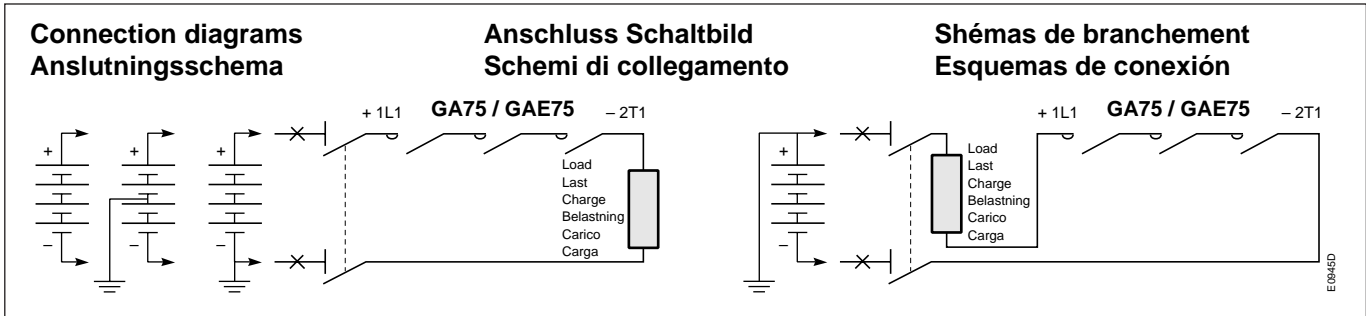 Connection diagrams
Anslutningsschema
Anschluss Schaltbild
Schemi di collegamento
Shémas de branchement
Esquemas de conexión
+ 1L1
GA75 / GAE75
– 2T1
+
+
+
–
–
–
Load
Last
Charge
Belastning
Carico
Carga
+ 1L1
GA75 / GAE75
– 2T1
+
–
Load
Last
Charge
Belastning
Carico
Carga
E0945D